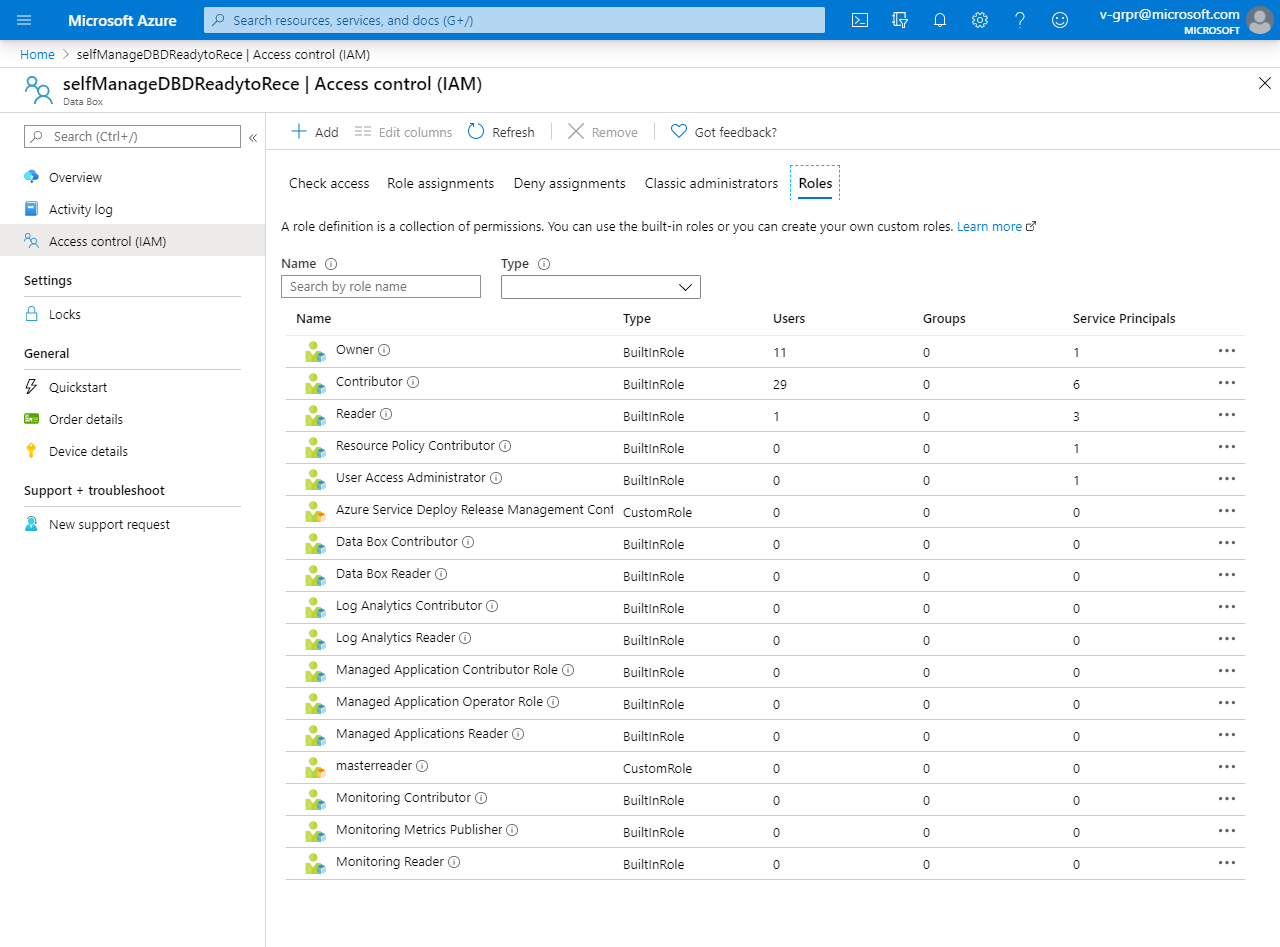 Microsoft Azure
Search resources, services, and docs (G+/)
v-grpr@microsoft.com
MICROSOFT
Home > selfManageDBDReadytoRece | Access control (IAM)
selfManageDBDReadytoRece | Access control (IAM)
Data Box
Search (Ctrl+/)
Overview
Activity log
Access control (IAM)
Settings
Locks
General
Quickstart
Order details
Device details
Support + troubleshoot
New support request
Add Edit columns Refresh Remove Got feedback?
Check access Role assignments Deny assignments Classic administrators Roles
A role definition is a collection of permissions. You can use the built-in roles or you can create your own custom roles. Learn more
Name Type
Search by role name
Name Type Users Groups Service Principals
Owner BuiltInRole 11 0 1
Contributor BuiltInRole 29 0 6
Reader BuiltInRole 1 0 3
Resource Policy Contributor BuiltInRole 0 0 1
User Access Administrator BuiltInRole 0 0 1
Azure Service Deploy Release Management Cont CustomRole 0 0 0
Data Box Contributor BuiltInRole 0 0 0
Data Box Reader BuiltInRole 0 0 0
Log Analytics Contributor BuiltInRole 0 0 0
Log Analytics Reader BuiltInRole 0 0 0
Managed Application Contributor Role BuiltInRole 0 0 0
Managed Application Operator Role BuiltInRole 0 0 0
Managed Applications Reader BuiltInRole 0 0 0
masterreader CustomRole 0 0 0
Monitoring Contributor BuiltInRole 0 0 0
Monitoring Metrics Publisher BuiltInRole 0 0 0
Monitoring Reader BuiltInRole 0 0 0